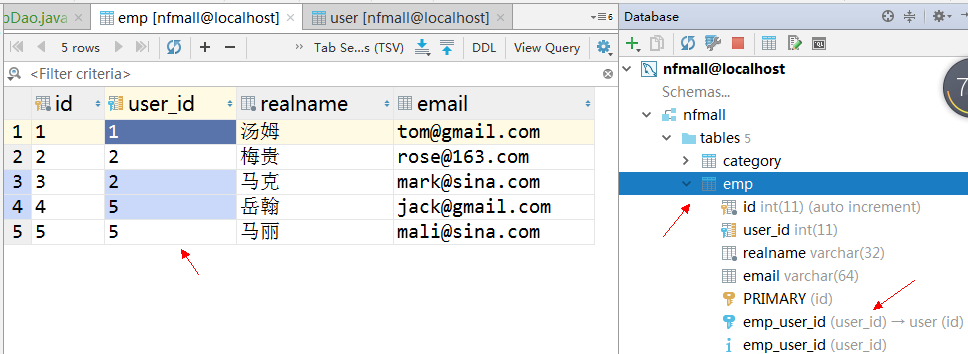 oDao.java
emp [nfmall@localhost]
user [nfmall@localhost]
6
5 rows
Tab Se...s (TSV)
DDL
View Query
<Filter criteria>
id user_id realname email
1 1 1 汤姆 tom@gmail.com
2 2 2 梅贵 rose@163.com
3 3 2 马克 mark@sina.com
4 4 5 岳翰 jack@gmail.com
5 5 5 马丽 mali@sina.com
Database
nfmall@localhost
Schemas...
nfmall
tables 5
category
emp
id int(11) (auto increment)
user_id int(11)
realname varchar(32)
email varchar(64)
PRIMARY (id)
emp_user_id (user_id) → user (id)
emp_user_id (user_id)
7